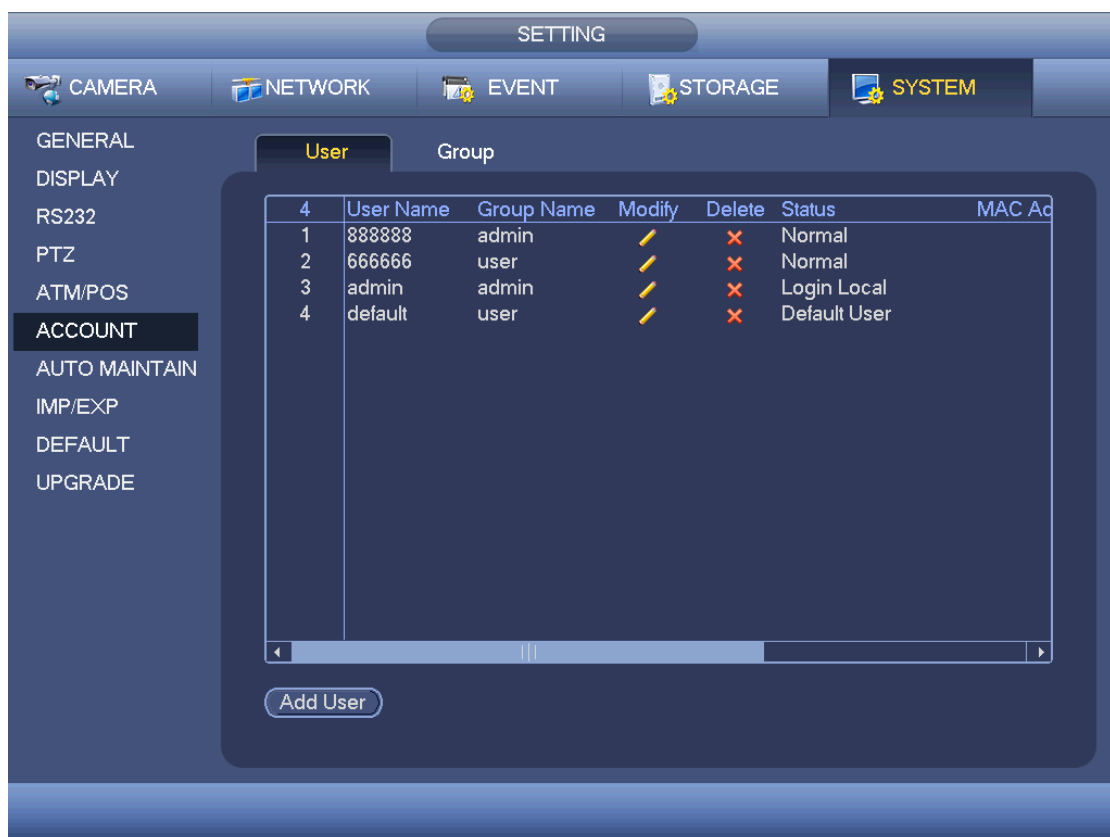 SETTING
CAMERA NETWORK EVENT STORAGE SYSTEM
GENERAL
DISPLAY
RS232
PTZ
ATM/POS
ACCOUNT
AUTO MAINTAIN
IMP/EXP
DEFAULT
UPGRADE
User Group
4 User Name Group Name Modify Delete Status MAC Ad
1 888888 admin Normal
2 666666 user Normal
3 admin admin Login Local
4 default user Default User
Add User